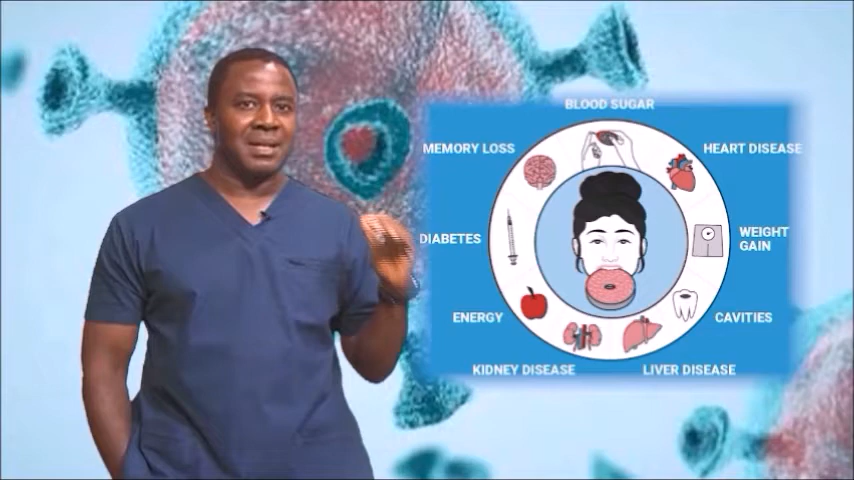 BLOOD SUGAR
MEMORY LOSS
HEART DISEASE
DIABETES
WEIGHT
GAIN
ENERGY
CAVITIES
KIDNEY DISEASE
LIVER DISEASE